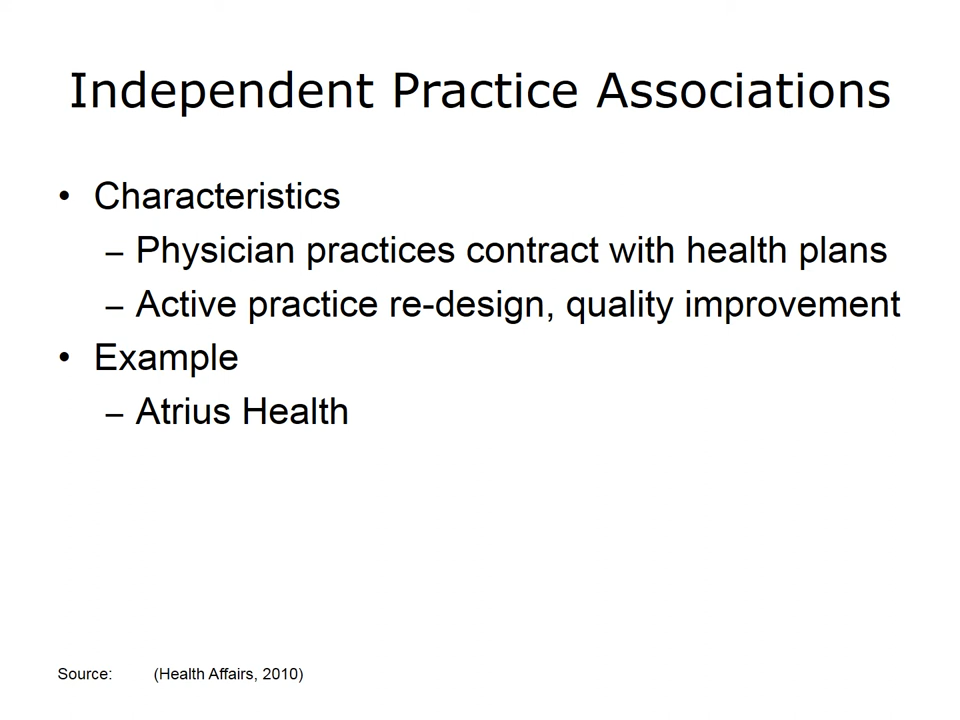 Independent Practice Associations
• Characteristics
– Physician practices contract with health plans
– Active practice re-design, quality improvement
• Example
– Atrius Health
Source: (Health Affairs, 2010)